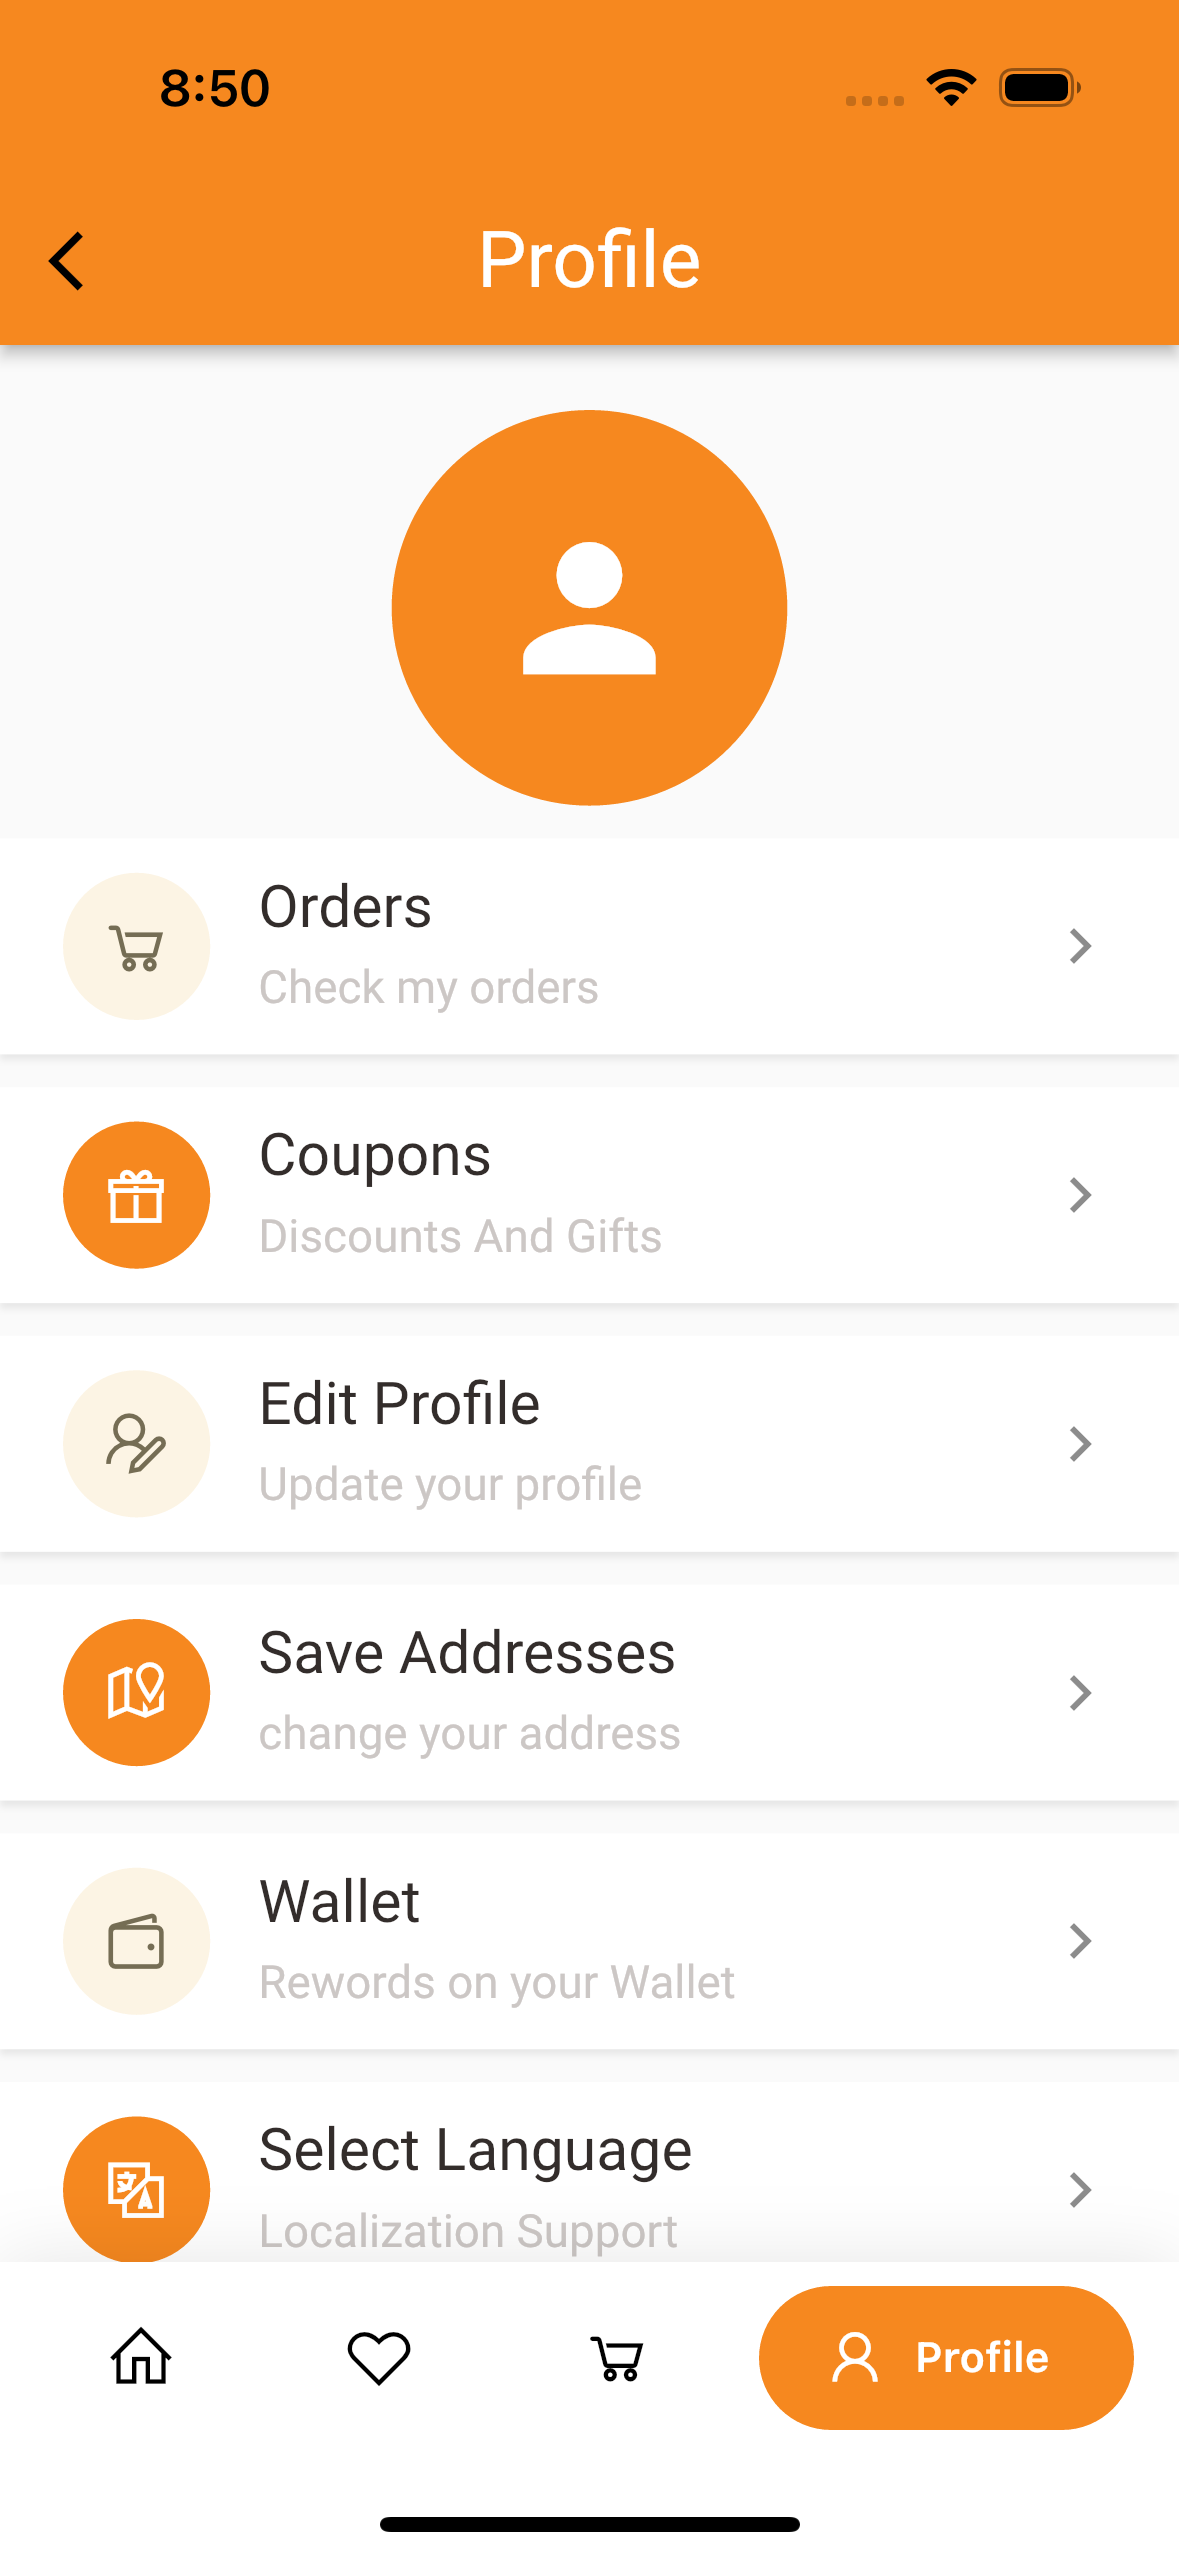 8:50
Profile
Orders
Check my orders
Coupons
Discounts And Gifts
Edit Profile
Update your profile
Save Addresses
change your address
Wallet
Rewords on your Wallet
Select Language
Localization Support
Profile